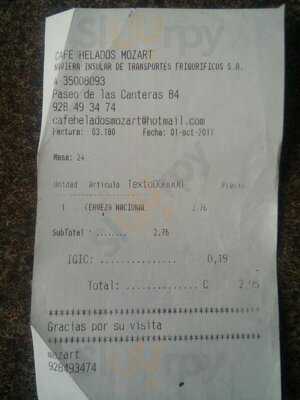 CAFE HELADOS MOZART
NAVIERA INSULAR DE TRANSPORTES FRIGORIFICOS S.A.
A 35008093
Paseo de las Canteras 84
928 49 34 74
cafeheladosmozart@hotmail.com
Factura: 63.180 Fecha: 01-oct-2011
Mesa: 24
Unidad Articulo Precio
1 CERVEZA NACIONAL 2.76
SubTotal ........ 2.76
IGIC: ............... 0,19
Total: .............. C 2,95
Gracias por su visita
mozart
928493474